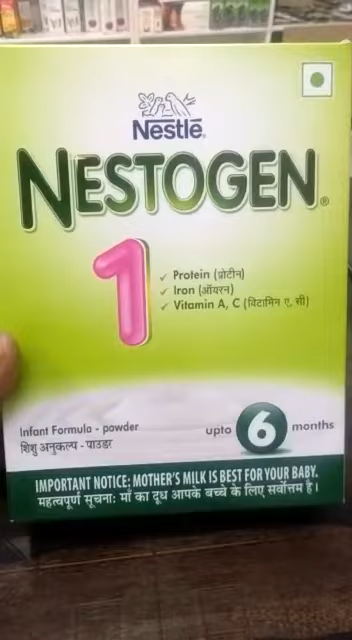 Nestlé®
NESTOGEN®
1
✓ Protein (प्रोटीन)
✓ Iron (ऑयरन)
✓ Vitamin A, C (विटामिन ए, सी)
Infant Formula - powder
शिशु अनुकल्प - पाउडर
upto 6 months
IMPORTANT NOTICE: MOTHER'S MILK IS BEST FOR YOUR BABY.
महत्वपूर्ण सूचना: माँ का दूध आपके बच्चे के लिए सर्वोत्तम है।